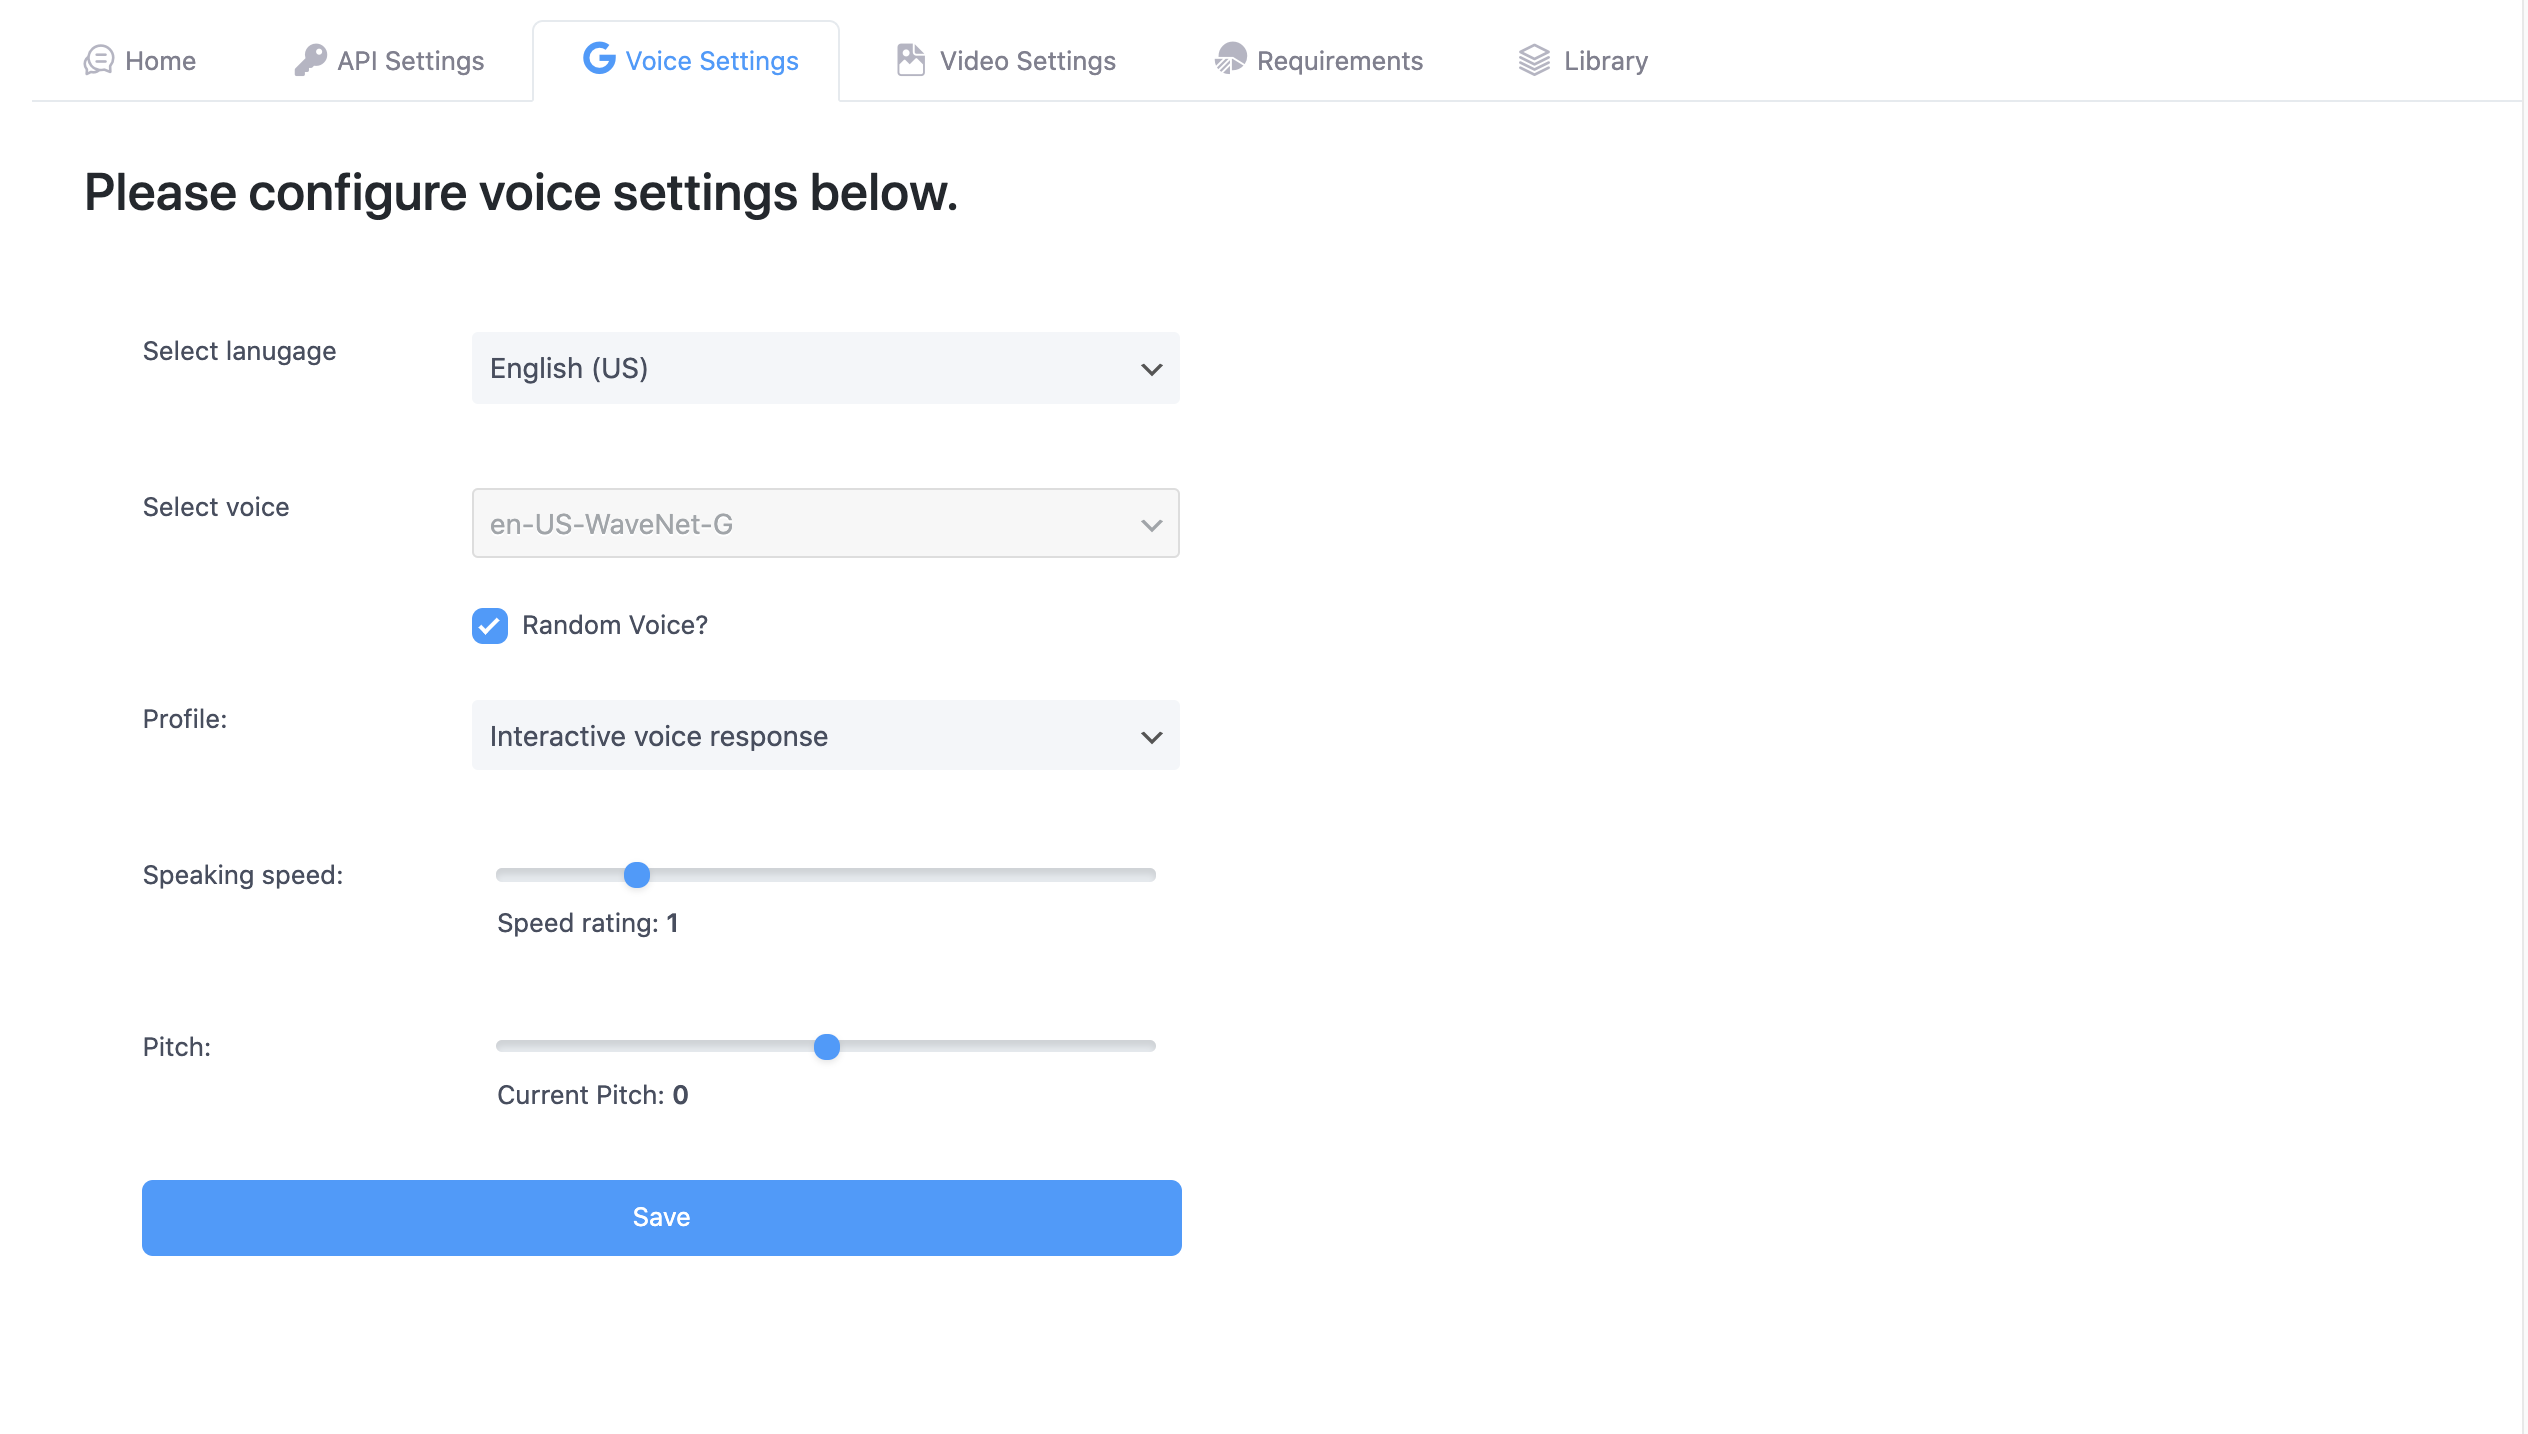 Home
API Settings
Voice Settings
Video Settings
Requirements
Library
Please configure voice settings below.
Select lanugage
English (US)
Select voice
en-US-WaveNet-G
Random Voice?
Profile:
Interactive voice response
Speaking speed:
Speed rating: 1
Pitch:
Current Pitch: 0
Save